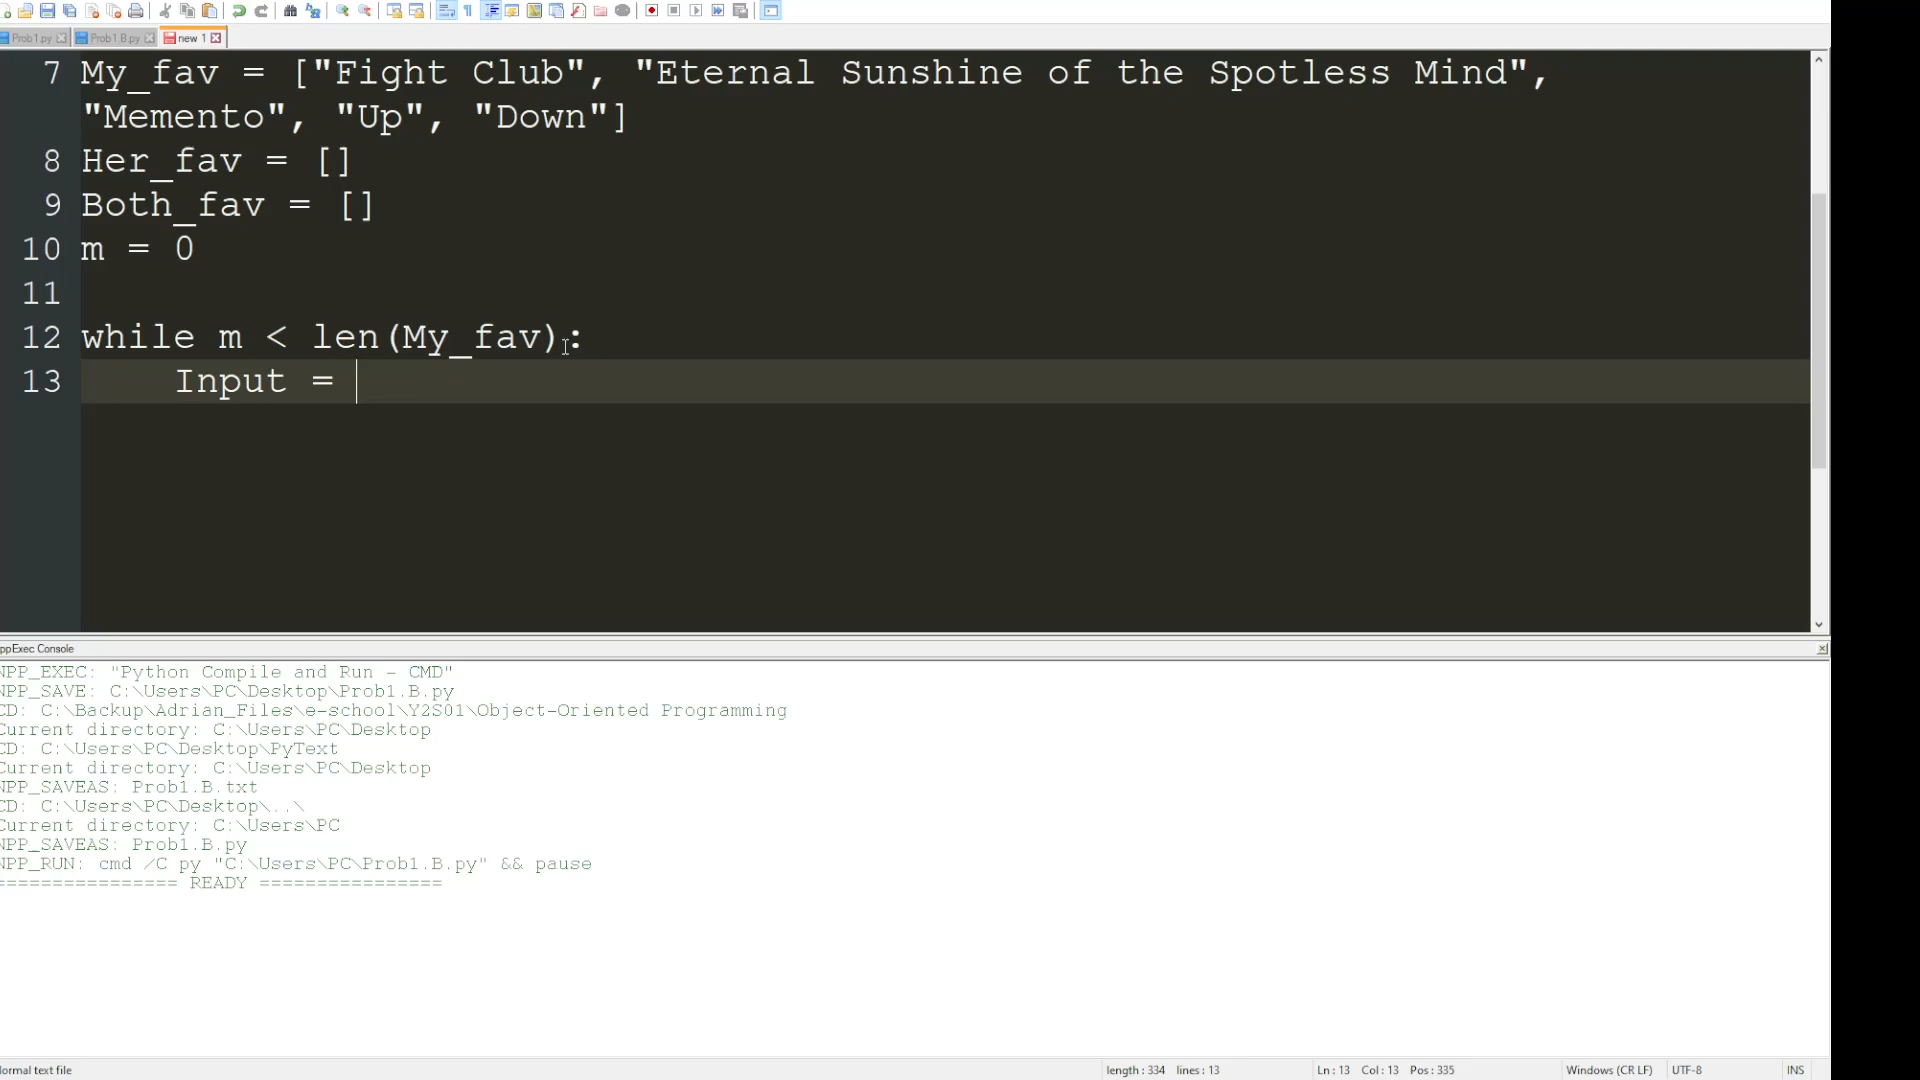 Prob1.py Prob1.B.py new 1
7 My_fav = ["Fight Club", "Eternal Sunshine of the Spotless Mind",
"Memento", "Up", "Down"]
8 Her_fav = []
9 Both_fav = []
10 m = 0
11
12 while m < len(My_fav):
13 Input =
ppExec Console
NPP_EXEC: "Python Compile and Run - CMD"
NPP_SAVE: C:\Users\PC\Desktop\Prob1.B.py
CD: C:\Backup\Adrian_Files\e-school\Y2S01\Object-Oriented Programming
Current directory: C:\Users\PC\Desktop
CD: C:\Users\PC\Desktop\PyText
Current directory: C:\Users\PC\Desktop
NPP_SAVEAS: Prob1.B.txt
CD: C:\Users\PC\Desktop\..\
Current directory: C:\Users\PC
NPP_SAVEAS: Prob1.B.py
NPP_RUN: cmd /C py "C:\Users\PC\Prob1.B.py" && pause
================ READY ================
Normal text file length : 334 lines : 13 Ln : 13 Col : 13 Pos : 335 Windows (CR LF) UTF-8 INS